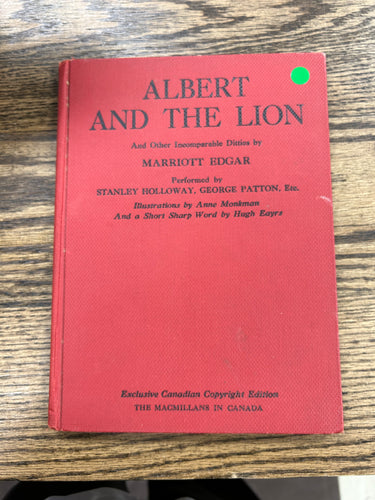 ALBERT
AND THE LION
And Other Incomparable Ditties by
MARRIOTT EDGAR
Performed by
STANLEY HOLLOWAY, GEORGE PATTON, Etc.
Illustrations by Anne Monkman
And a Short Sharp Word by Hugh Eayrs
Exclusive Canadian Copyright Edition
THE MACMILLANS IN CANADA